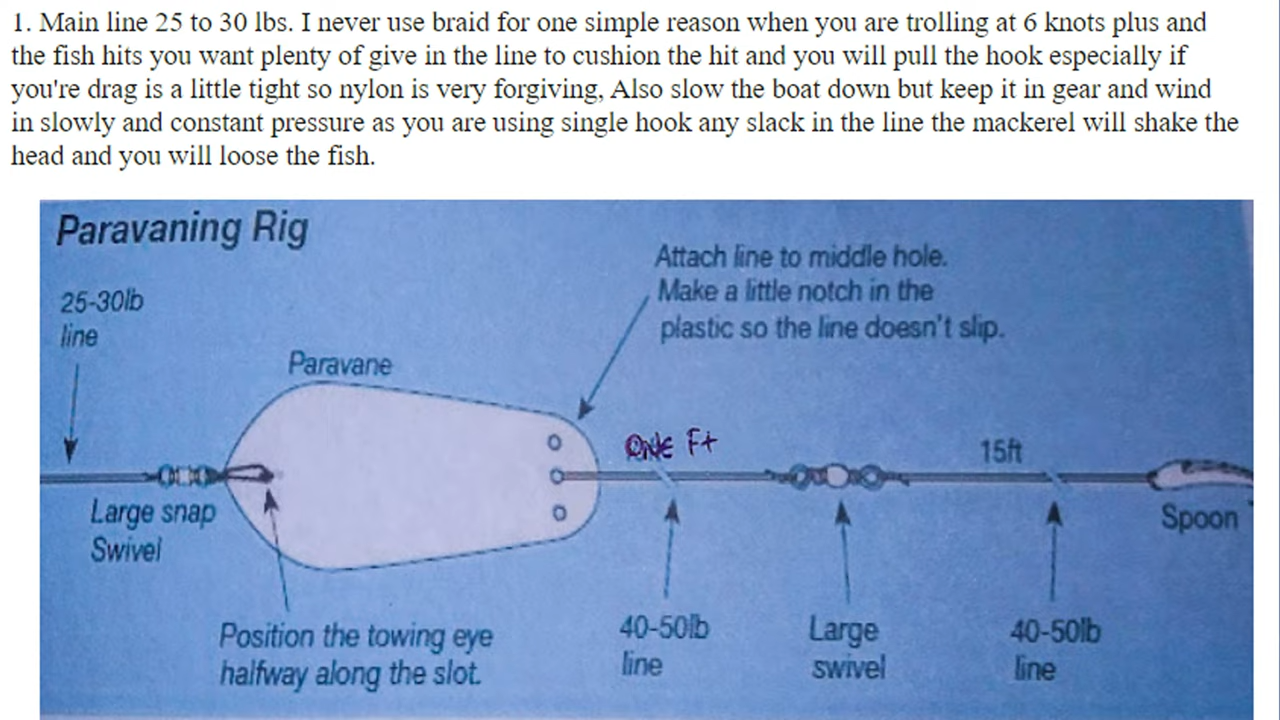 1. Main line 25 to 30 lbs. I never use braid for one simple reason when you are trolling at 6 knots plus and
the fish hits you want plenty of give in the line to cushion the hit and you will pull the hook especially if
you're drag is a little tight so nylon is very forgiving, Also slow the boat down but keep it in gear and wind
in slowly and constant pressure as you are using single hook any slack in the line the mackerel will shake the
head and you will loose the fish.
Paravaning Rig
25-30lb
line
Paravane
Attach line to middle hole.
Make a little notch in the
plastic so the line doesn't slip.
ONE Ft
15ft
Large snap
Swivel
Spoon
Position the towing eye
halfway along the slot.
40-50lb
line
Large
swivel
40-50lb
line